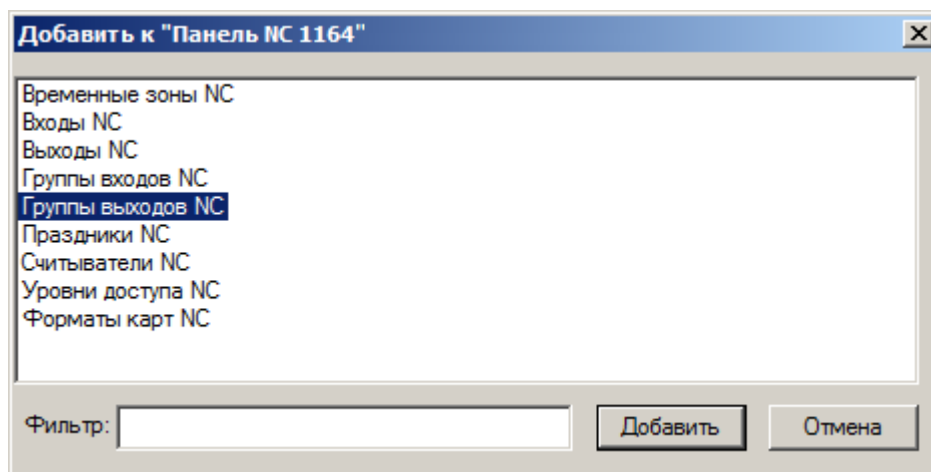 Добавить к "Панель NC 1164"
Временные зоны NC
Входы NC
Выходы NC
Группы входов NC
Группы выходов NC
Праздники NC
Считыватели NC
Уровни доступа NC
Форматы карт NC
Фильтр: Добавить Отмена